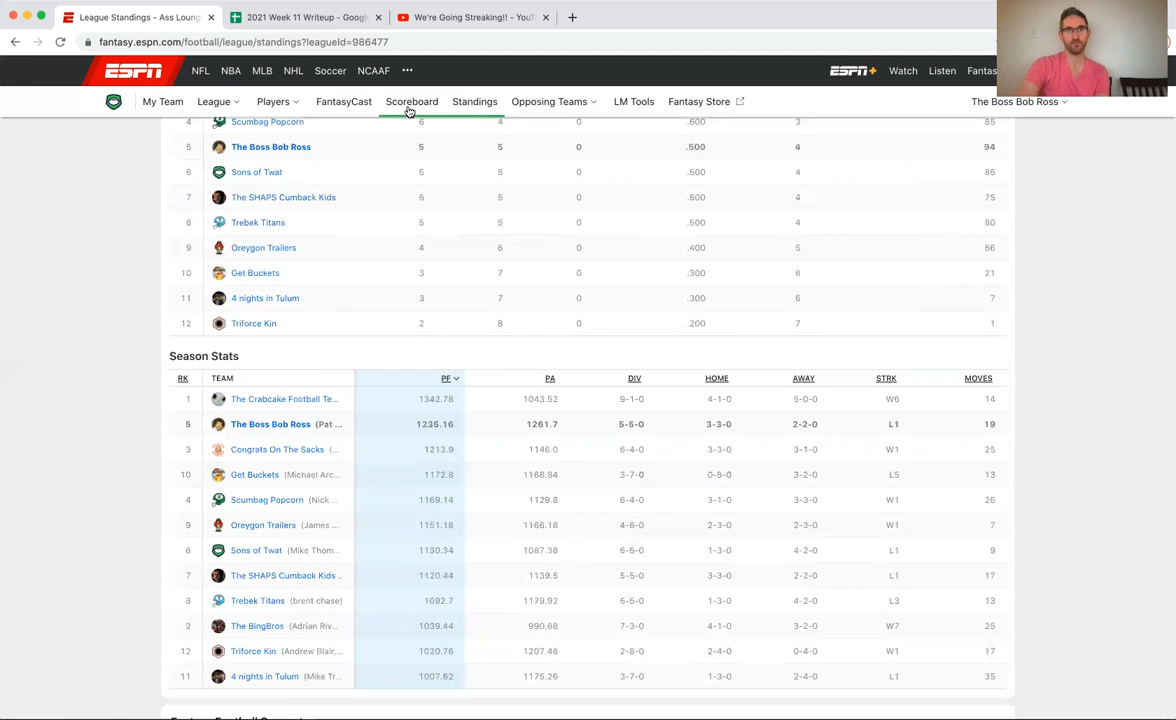 League Standings - Ass Loung
2021 Week 11 Writeup - Google
We're Going Streaking!! - YouT
fantasy.espn.com/football/league/standings?leagueId=986477
ESPN NFL NBA MLB NHL Soccer NCAAF ESPN+ Watch Listen Fantas
My Team League Players FantasyCast Scoreboard Standings Opposing Teams LM Tools Fantasy Store The Boss Bob Ross
4 Scumbag Popcorn 6 4 0 .600 3 85
5 The Boss Bob Ross 5 5 0 .500 4 94
6 Sons of Twat 5 5 0 .500 4 86
7 The SHAPS Cumback Kids 5 5 0 .500 4 75
8 Trebek Titans 5 5 0 .500 4 80
9 Oreygon Trailers 4 6 0 .400 5 56
10 Get Buckets 3 7 0 .300 6 21
11 4 nights in Tulum 3 7 0 .300 6 7
12 Triforce Kin 2 8 0 .200 7 1
Season Stats
RK TEAM PF PA DIV HOME AWAY STRK MOVES
1 The Crabcake Football Te... 1342.78 1043.52 9-1-0 4-1-0 5-0-0 W6 14
5 The Boss Bob Ross (Pat ... 1235.16 1261.7 5-5-0 3-3-0 2-2-0 L1 19
3 Congrats On The Sacks (... 1213.9 1146.0 6-4-0 3-3-0 3-1-0 W1 25
10 Get Buckets (Michael Arc... 1172.8 1168.84 3-7-0 0-5-0 3-2-0 L5 13
4 Scumbag Popcorn (Nick ... 1169.14 1129.8 6-4-0 3-1-0 3-3-0 W1 26
9 Oreygon Trailers (James ... 1151.18 1166.18 4-6-0 2-3-0 2-3-0 W1 7
6 Sons of Twat (Mike Thom... 1130.34 1087.38 5-5-0 1-3-0 4-2-0 L1 9
7 The SHAPS Cumback Kids .. 1120.44 1139.5 5-5-0 3-3-0 2-2-0 L1 17
8 Trebek Titans (brent chase) 1092.7 1179.92 5-5-0 1-3-0 4-2-0 L3 13
2 The BingBros (Adrian Riv... 1039.44 990.68 7-3-0 4-1-0 3-2-0 W7 25
12 Triforce Kin (Andrew Blair,... 1020.76 1207.48 2-8-0 2-4-0 0-4-0 W1 17
11 4 nights in Tulum (Mike Tr... 1007.62 1175.26 3-7-0 1-3-0 2-4-0 L1 35